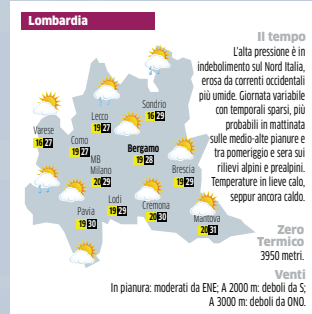 Lombardia
Il tempo
L'alta pressione è in
indebolimento sul Nord Italia,
erosa da correnti occidentali
più umide. Giornata variabile
con temporali sparsi, più
probabili in mattinata
sulle medio-alte pianure e
tra pomeriggio e sera sui
rilievi alpini e prealpini.
Temperature in lieve calo,
seppur ancora caldo.
Zero
Termico
3950 metri.
Venti
In pianura: moderati da ENE; A 2000 m: deboli da S;
A 3000 m: deboli da ONO.
Sondrio
16 29
Lecco
19 27
Varese
16 27
Como
19 27
Bergamo
19 28
MB
Milano
20 29
Brescia
19 29
Lodi
19 29
Cremona
20 30
Pavia
19 30
Mantova
20 31